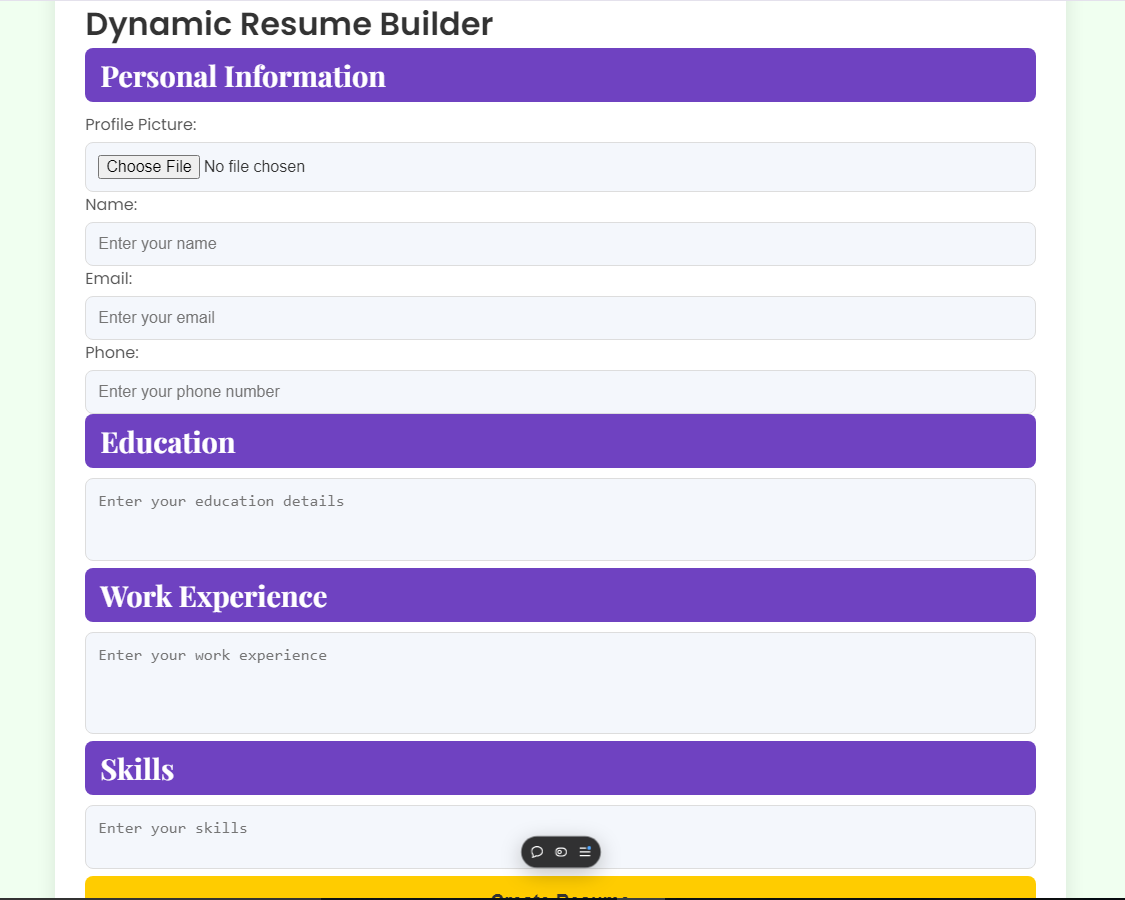 Dynamic Resume Builder
Personal Information
Profile Picture:
Choose File No file chosen
Name:
Enter your name
Email:
Enter your email
Phone:
Enter your phone number
Education
Enter your education details
Work Experience
Enter your work experience
Skills
Enter your skills
Create Resume